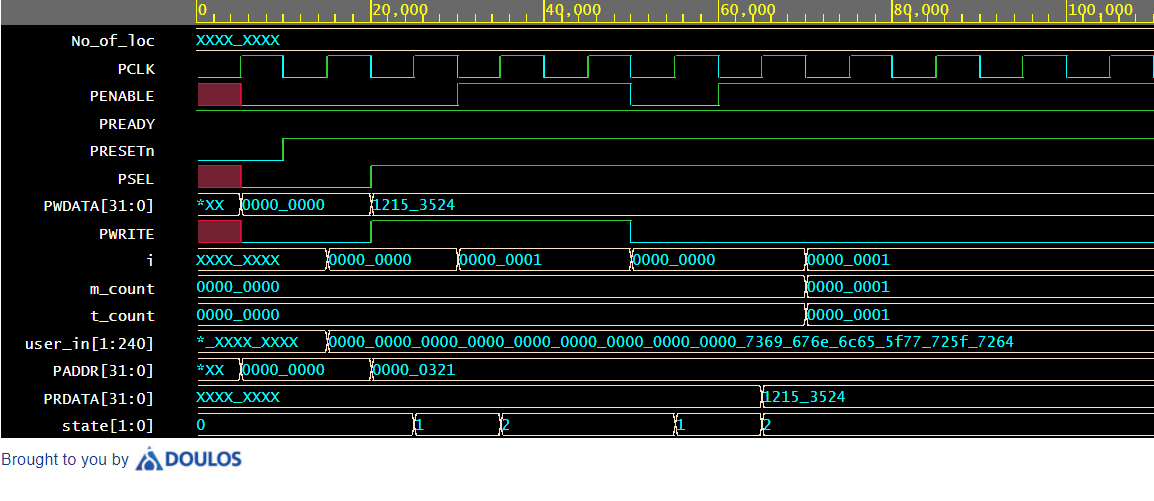 0 20,000 40,000 60,000 80,000 100,000
No_of_loc XXXX_XXXX
PCLK
PENABLE
PREADY
PRESETn
PSEL
PWDATA[31:0] *XX 0000_0000 1215_3524
PWRITE
i XXXX_XXXX 0000_0000 0000_0001 0000_0000 0000_0001
m_count 0000_0000 0000_0001
t_count 0000_0000 0000_0001
user_in[1:240] *_XXXX_XXXX 0000_0000_0000_0000_0000_0000_0000_0000_0000_7369_676e_6c65_5f77_725f_7264
PADDR[31:0] *XX 0000_0000 0000_0321
PRDATA[31:0] XXXX_XXXX 1215_3524
state[1:0] 0 1 2 1 2
Brought to you by DOULOS